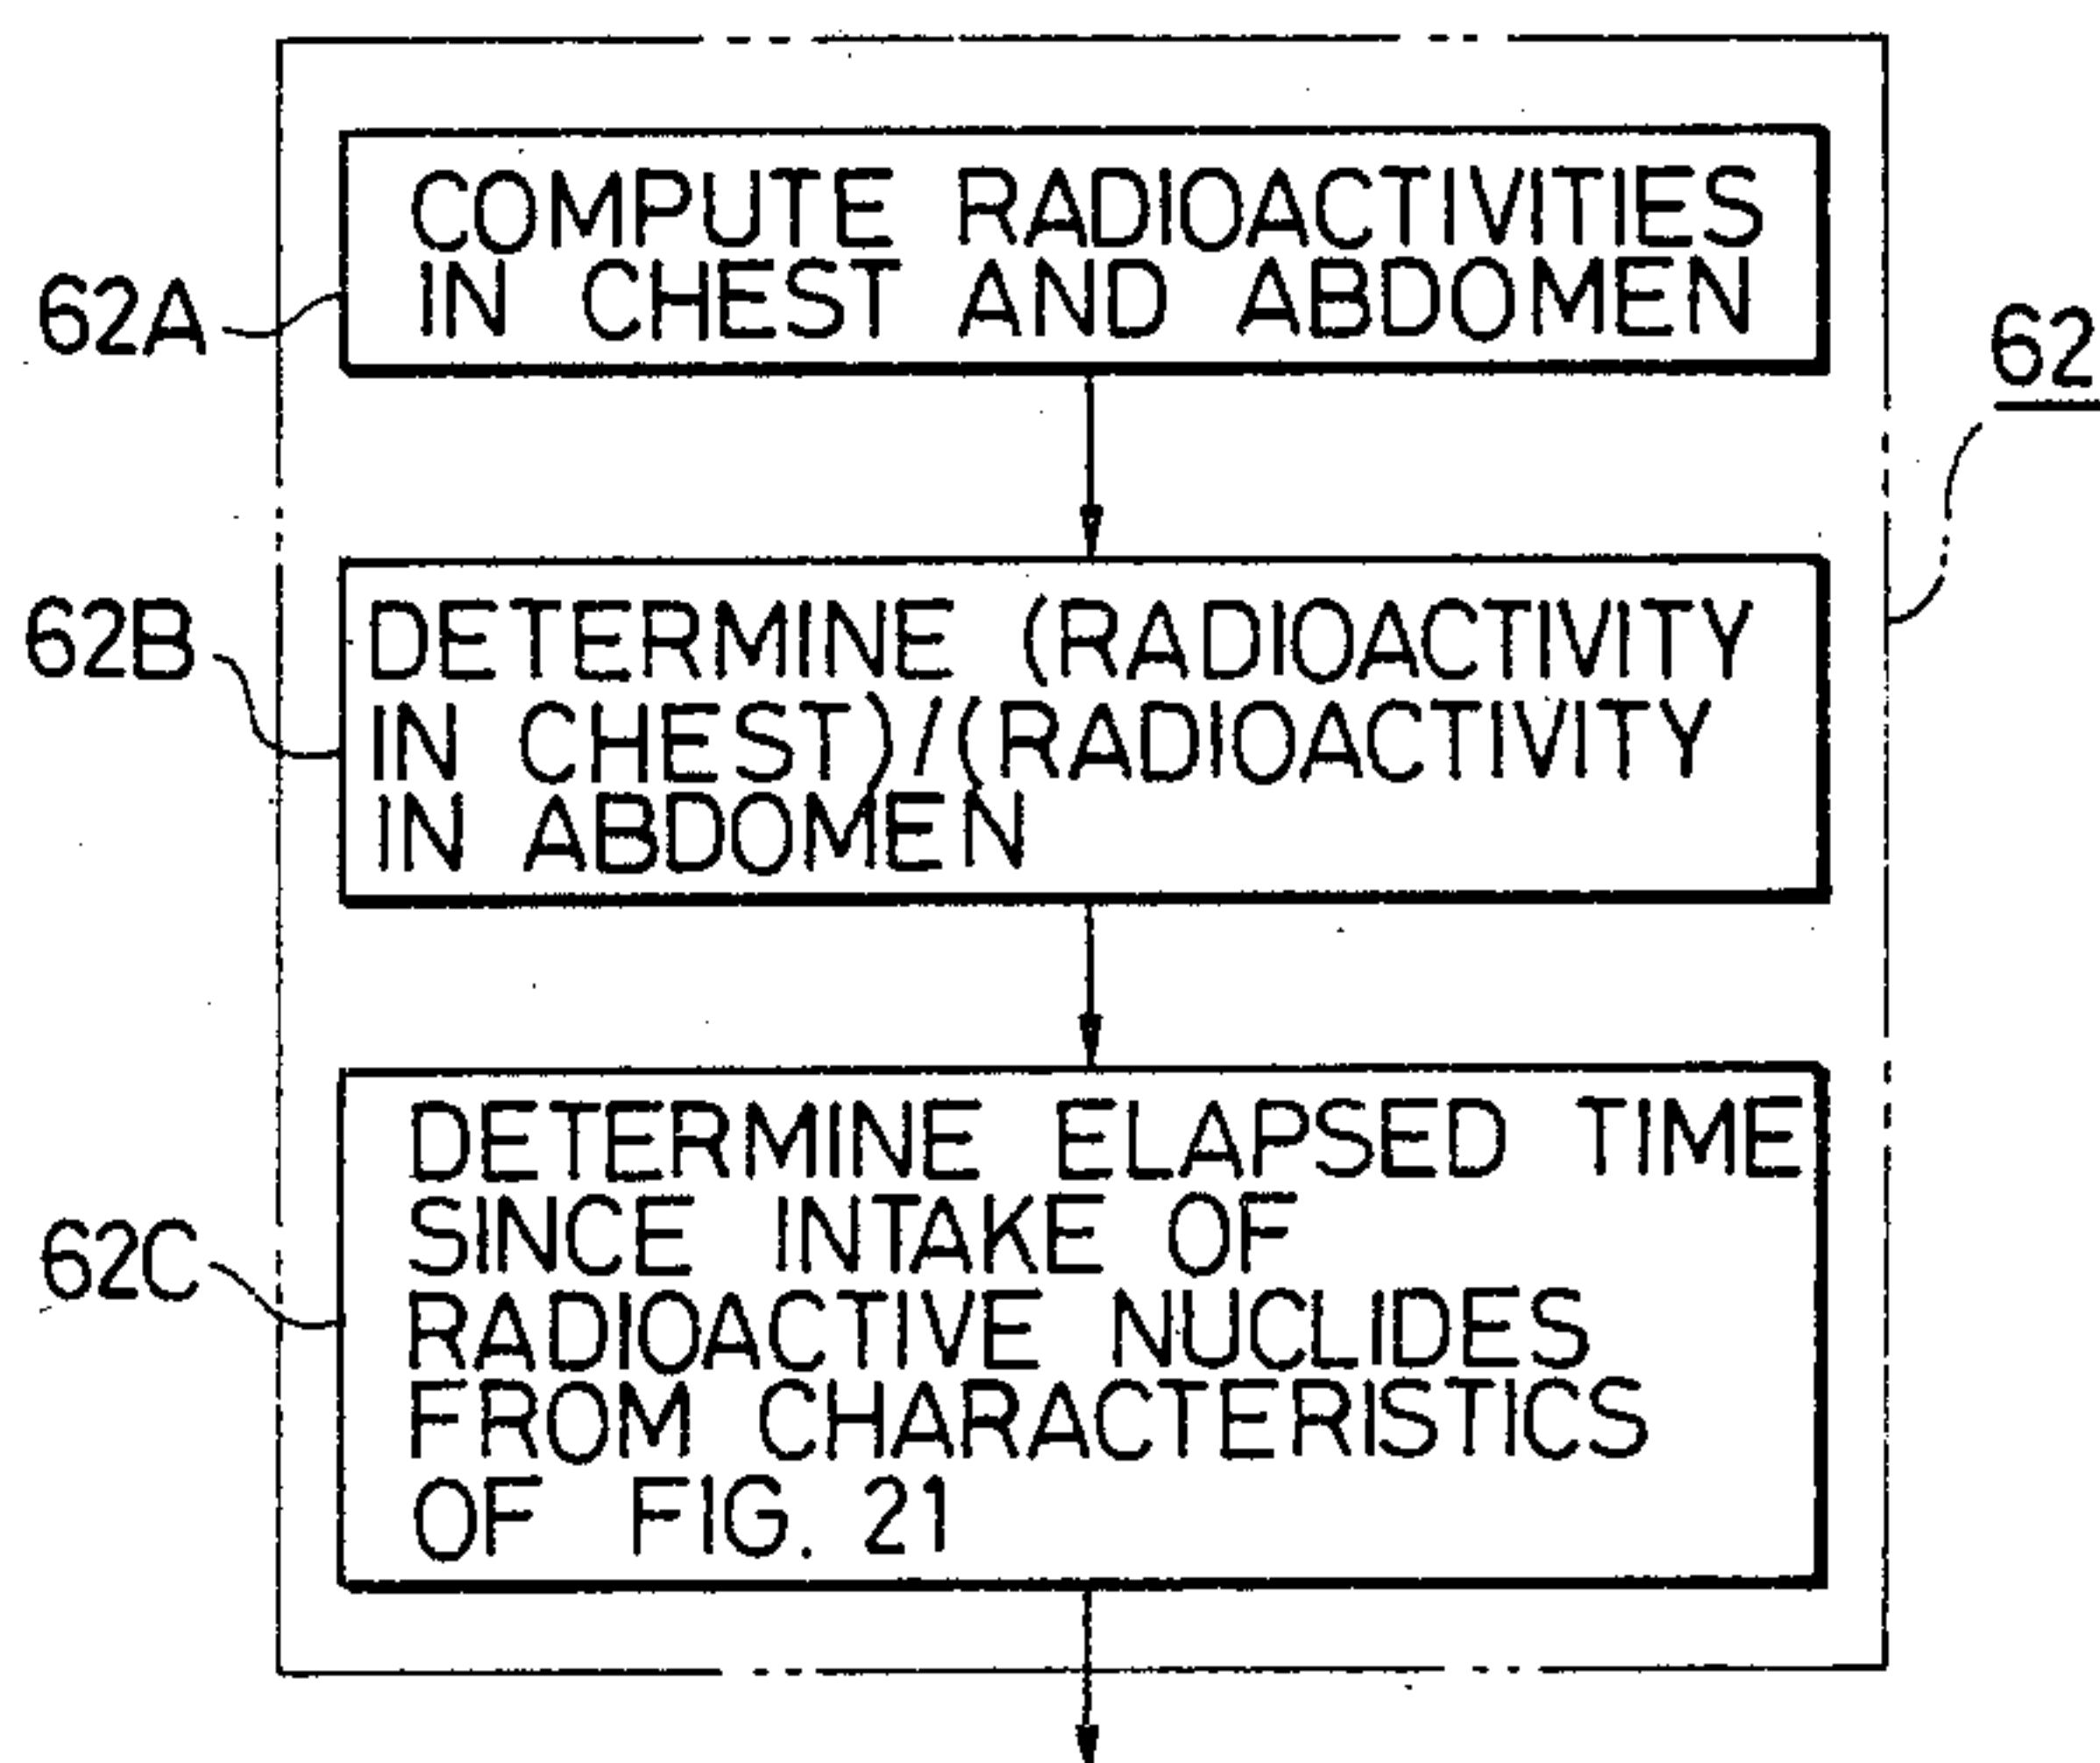 COMPUTE RADIOACTIVITIES
IN CHEST AND ABDOMEN
62A
62
DETERMINE (RADIOACTIVITY
IN CHEST)/(RADIOACTIVITY
IN ABDOMEN
62B
DETERMINE ELAPSED TIME
SINCE INTAKE OF
RADIOACTIVE NUCLIDES
FROM CHARACTERISTICS
OF FIG. 21
62C